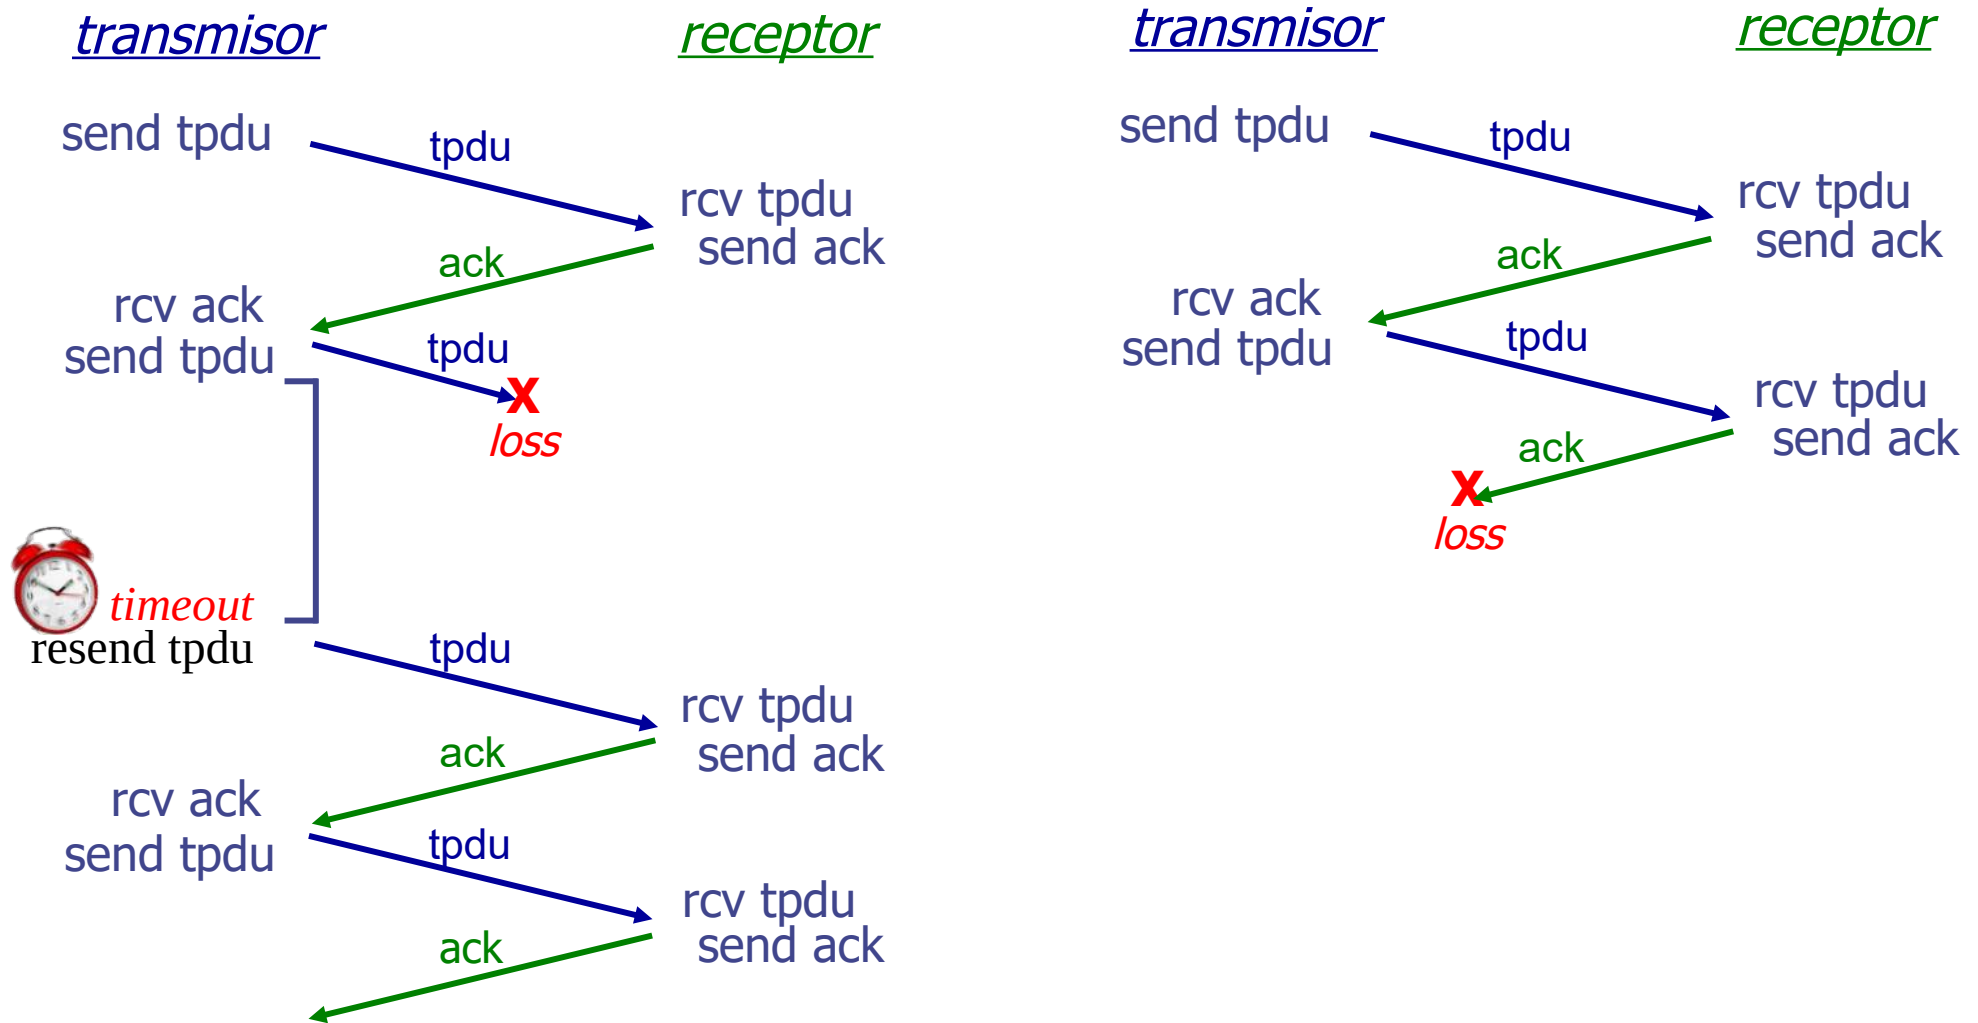 transmisor
receptor
send tpdu
tpdu
rcv tpdu
send ack
ack
rcv ack
send tpdu
tpdu
X
loss
timeout
resend tpdu
tpdu
rcv tpdu
send ack
ack
rcv ack
send tpdu
tpdu
rcv tpdu
send ack
ack
transmisor
receptor
send tpdu
tpdu
rcv tpdu
send ack
ack
rcv ack
send tpdu
tpdu
rcv tpdu
send ack
ack
X
loss